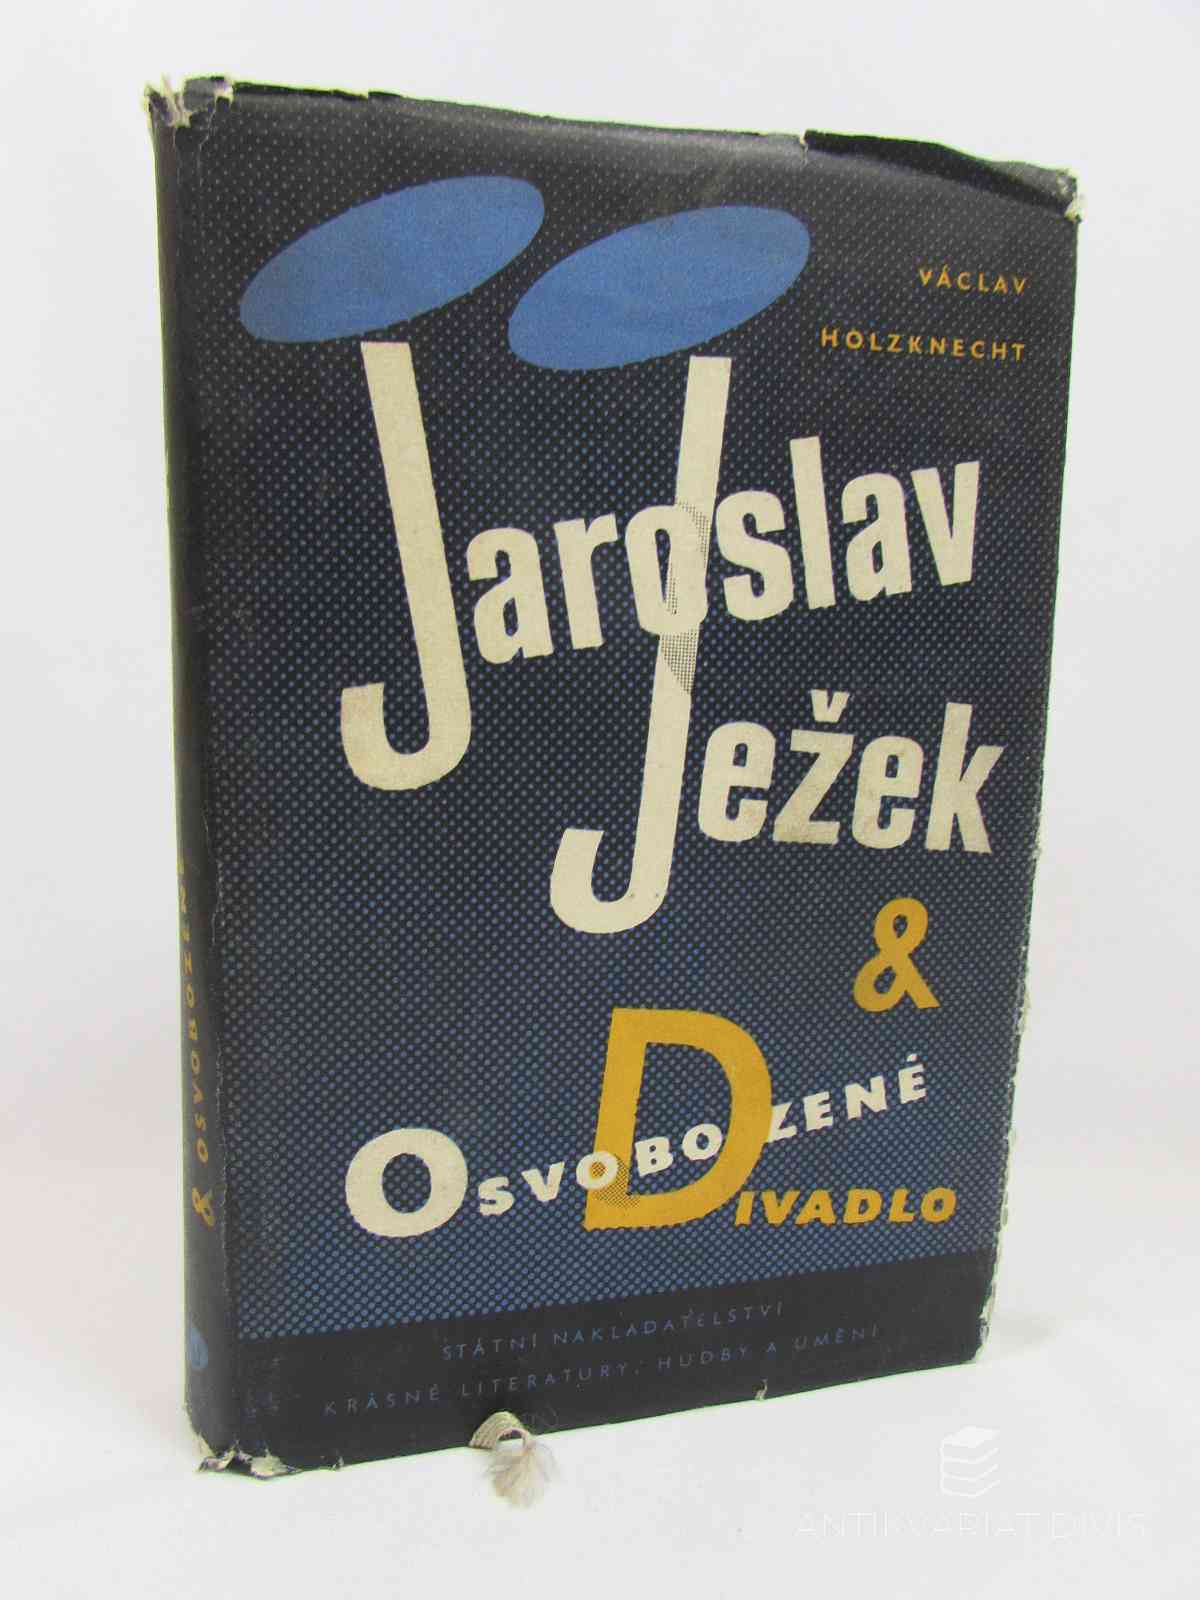 VÁCLAV
HOLZKNECHT
Jaroslav
Ježek
&
OSVOBOZENÉ
DIVADLO
STÁTNÍ NAKLADATELSTVÍ
KRÁSNÉ LITERATURY, HUDBY A UMĚNÍ
& OSVOBOZENÉ
ANTIKVARIAT DIVIS